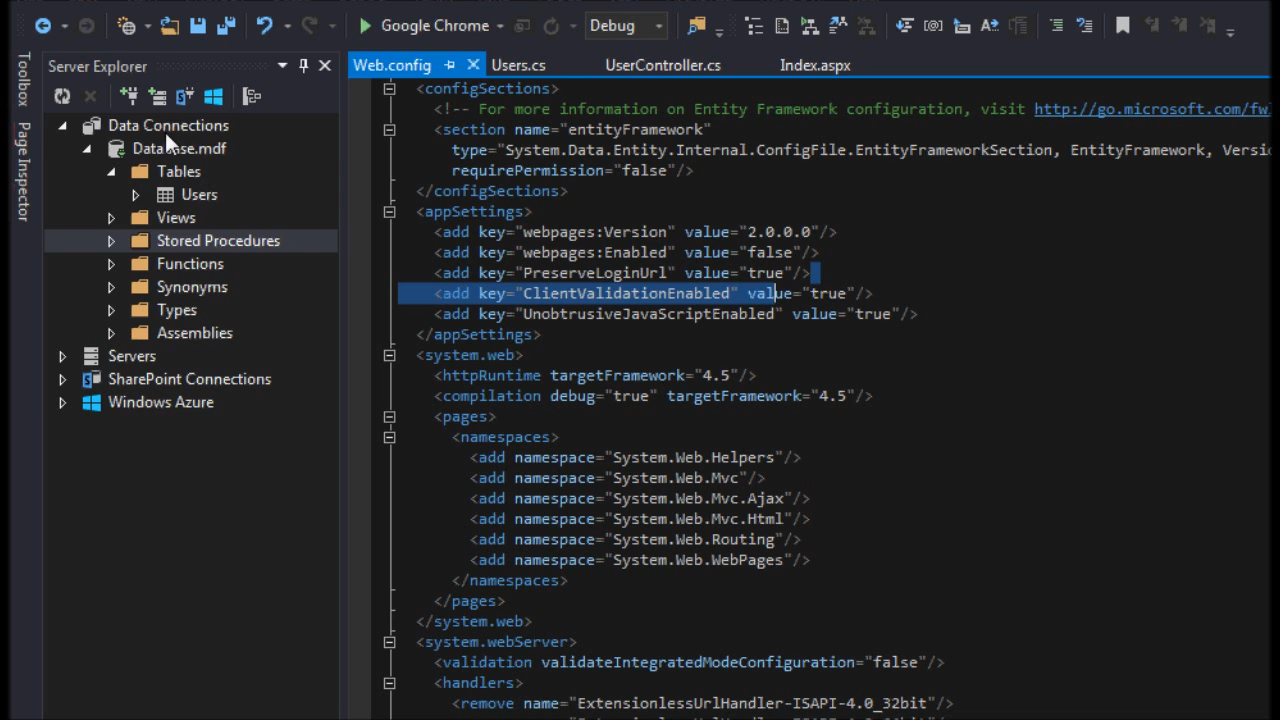 Google Chrome
Debug
Toolbox
Page Inspector
Server Explorer
Data Connections
Database.mdf
Tables
Users
Views
Stored Procedures
Functions
Synonyms
Types
Assemblies
Servers
SharePoint Connections
Windows Azure
Web.config
Users.cs
UserController.cs
Index.aspx
<configSections>
<!-- For more information on Entity Framework configuration, visit http://go.microsoft.com/fwl
<section name="entityFramework"
type="System.Data.Entity.Internal.ConfigFile.EntityFrameworkSection, EntityFramework, Versio
requirePermission="false"/>
</configSections>
<appSettings>
<add key="webpages:Version" value="2.0.0.0"/>
<add key="webpages:Enabled" value="false"/>
<add key="PreserveLoginUrl" value="true"/>
<add key="ClientValidationEnabled" value="true"/>
<add key="UnobtrusiveJavaScriptEnabled" value="true"/>
</appSettings>
<system.web>
<httpRuntime targetFramework="4.5"/>
<compilation debug="true" targetFramework="4.5"/>
<pages>
<namespaces>
<add namespace="System.Web.Helpers"/>
<add namespace="System.Web.Mvc"/>
<add namespace="System.Web.Mvc.Ajax"/>
<add namespace="System.Web.Mvc.Html"/>
<add namespace="System.Web.Routing"/>
<add namespace="System.Web.WebPages"/>
</namespaces>
</pages>
</system.web>
<system.webServer>
<validation validateIntegratedModeConfiguration="false"/>
<handlers>
<remove name="ExtensionlessUrlHandler-ISAPI-4.0_32bit"/>